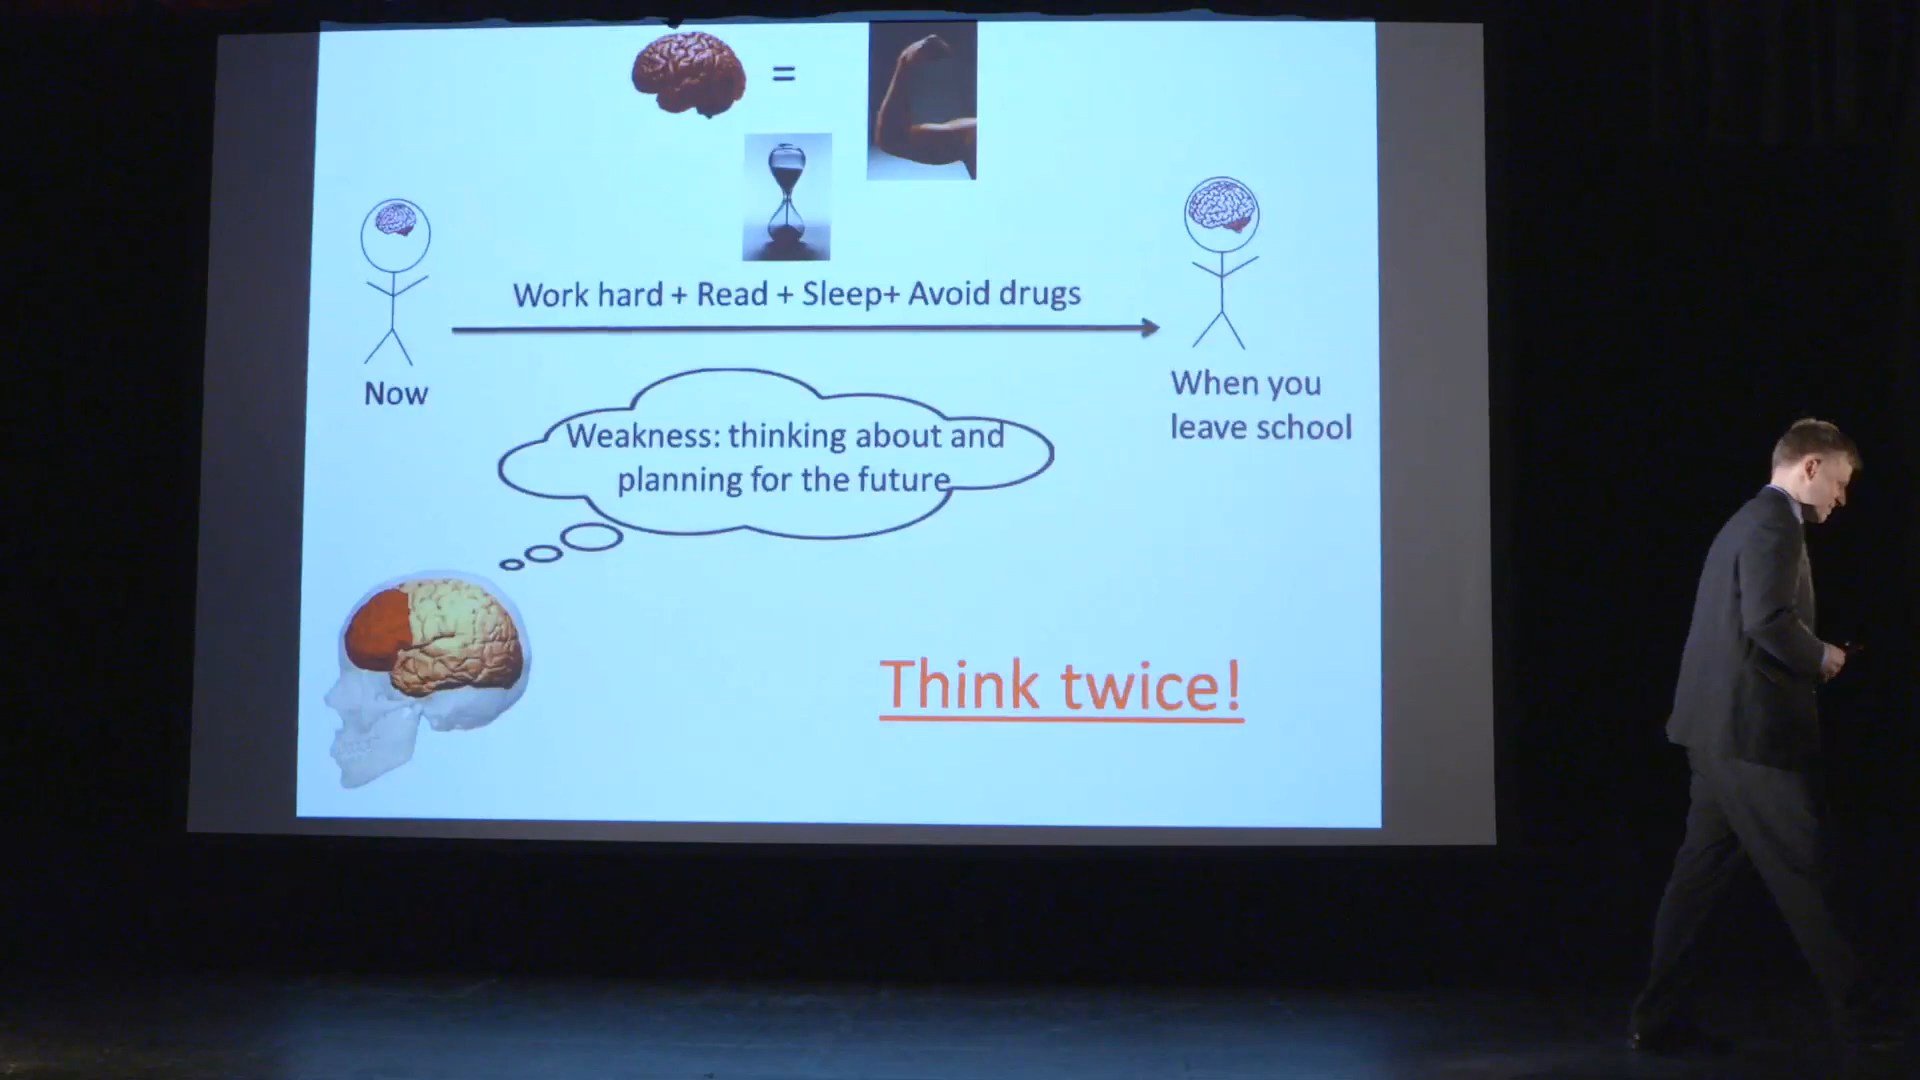 =
Work hard + Read + Sleep+ Avoid drugs
Now
When you
leave school
Weakness: thinking about and
planning for the future
Think twice!